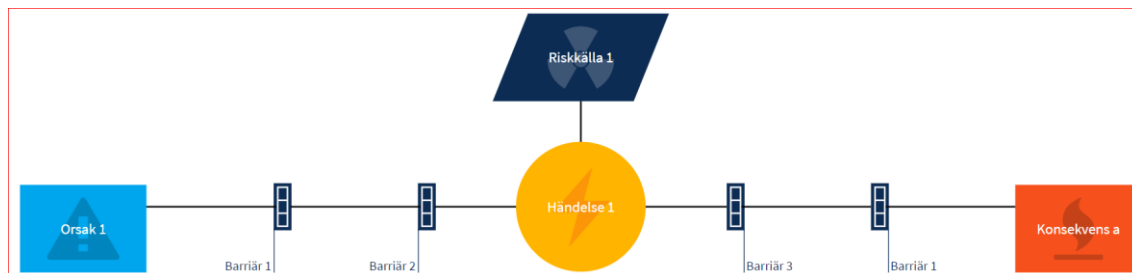 Riskkälla 1
Orsak 1
Händelse 1
Konsekvens a
Barriär 1
Barriär 2
Barriär 3
Barriär 1